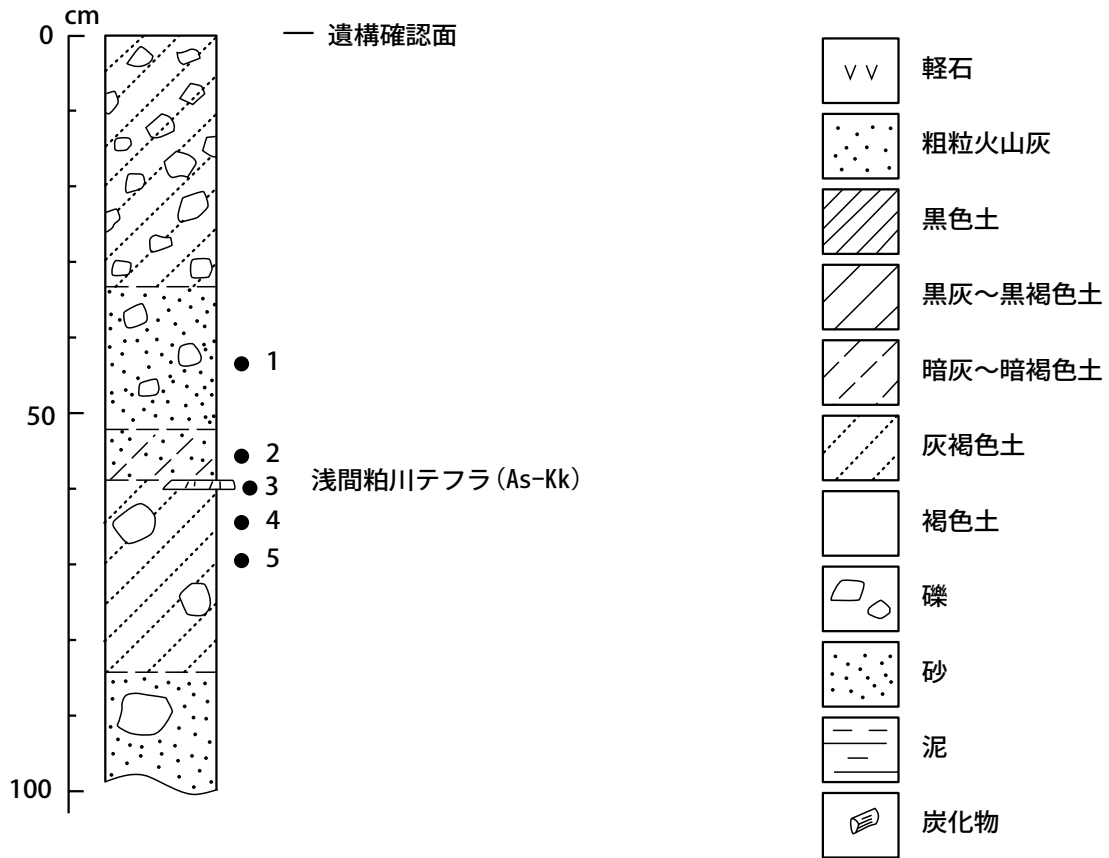 cm
0
遺構確認面
1
50
2
3
浅間粕川テフラ(As-Kk)
4
5
100
軽石
粗粒火山灰
黒色土
黒灰～黒褐色土
暗灰～暗褐色土
灰褐色土
褐色土
礫
砂
泥
炭化物